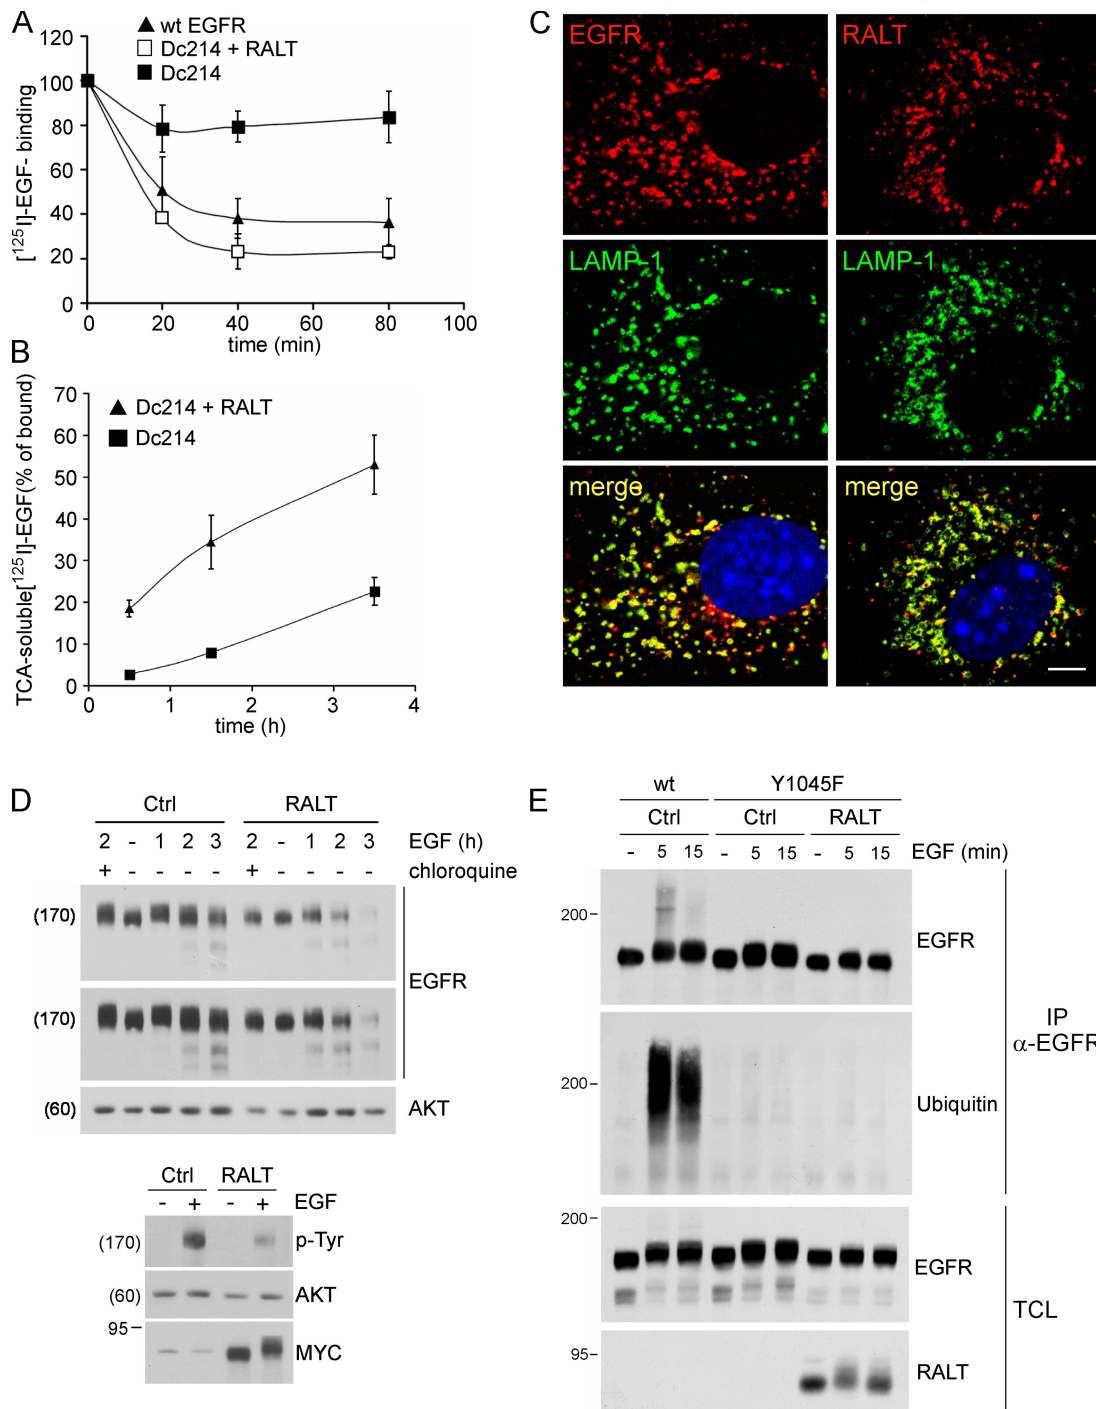 A
▲ wt EGFR
□ Dc214 + RALT
■ Dc214
[125I]-EGF- binding
120
100
80
60
40
20
0
0 20 40 60 80 100
time (min)
B
▲ Dc214 + RALT
■ Dc214
TCA-soluble[125I]-EGF(% of bound)
70
60
50
40
30
20
10
0
0 1 2 3 4
time (h)
C
EGFR RALT
LAMP-1 LAMP-1
merge merge
D
Ctrl RALT
2 - 1 2 3 2 - 1 2 3 EGF (h)
+ - - - - + - - - - chloroquine
(170)
(170)
EGFR
(60) AKT
Ctrl RALT
- + - + EGF
(170) p-Tyr
(60) AKT
95
MYC
E
wt Y1045F
Ctrl Ctrl RALT
- 5 15 - 5 15 - 5 15 EGF (min)
200
EGFR
200
Ubiquitin
IP
α-EGFR
200
EGFR
TCL
95
RALT